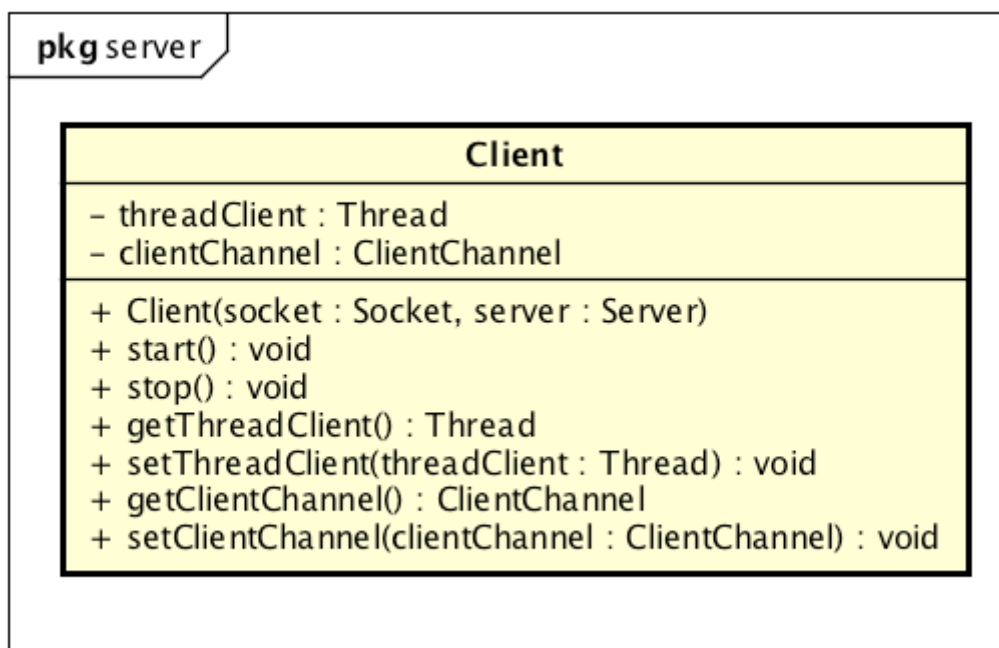 pkg server
Client
– threadClient : Thread
– clientChannel : ClientChannel
+ Client(socket : Socket, server : Server)
+ start() : void
+ stop() : void
+ getThreadClient() : Thread
+ setThreadClient(threadClient : Thread) : void
+ getClientChannel() : ClientChannel
+ setClientChannel(clientChannel : ClientChannel) : void